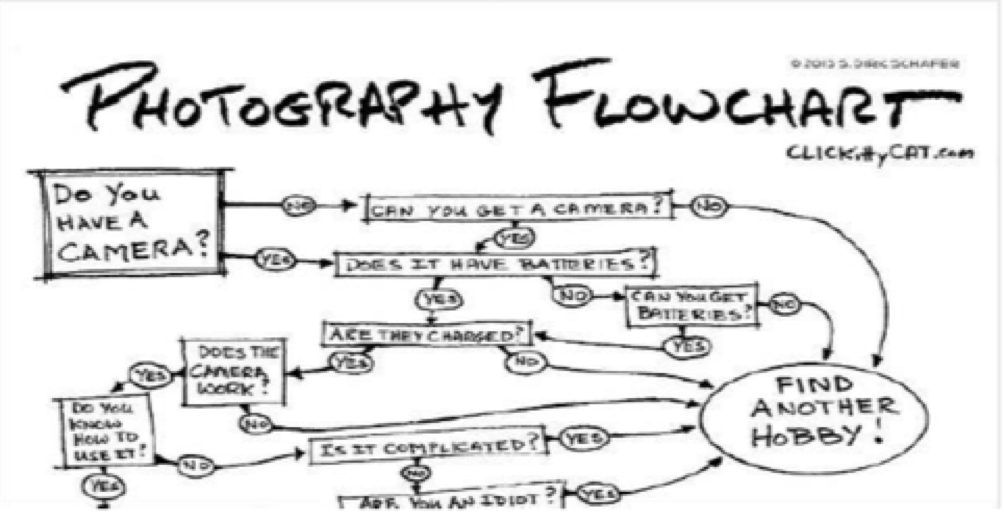 © 2013 S. DIRK SCHAFER
PHOTOGRAPHY FLOWCHART
CLICKittyCAT.com
Do You
HAVE A
CAMERA?
NO
CAN YOU GET A CAMERA?
NO
YES
YES
DOES IT HAVE BATTERIES?
YES
NO
CAN YOU GET
BATTERIES?
NO
YES
ARE THEY CHARGED?
YES
NO
DOES THE
CAMERA
WORK?
YES
NO
FIND
ANOTHER
HOBBY!
DO YOU
KNOW
HOW TO
USE IT?
NO
YES
IS IT COMPLICATED?
YES
NO
ARE YOU AN IDIOT?
YES